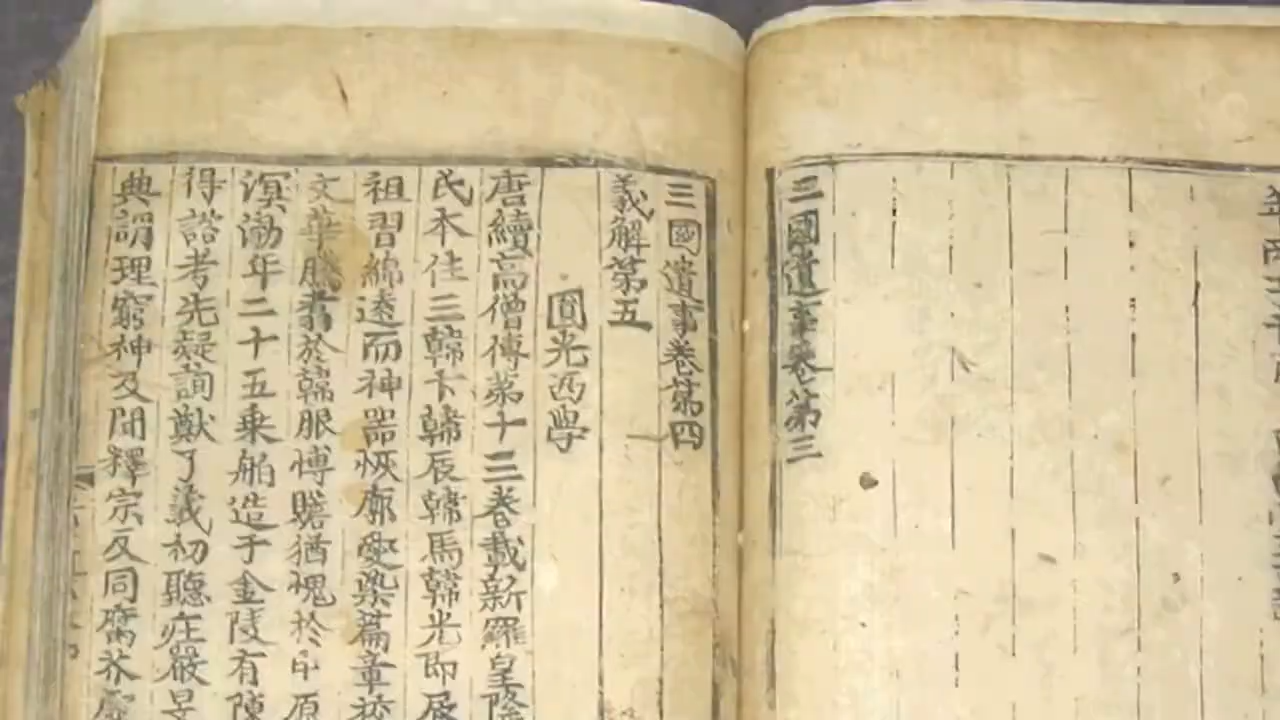 三國遺事卷第三
三國遺事卷第四
義解第五
圓光西學
唐續高僧傳第十三卷載新羅皇隆
氏本住三韓卞韓辰韓馬韓光即辰
祖習綿遠而神器恢廓愛染篇章
文華騰翥於韓服博贍猶愧於中原
溟渤年二十五乘舶造于金陵有陳
得諮考先疑詢猷了義初聽莊嚴旻
典謂理窮神及聞釋宗反同腐芥